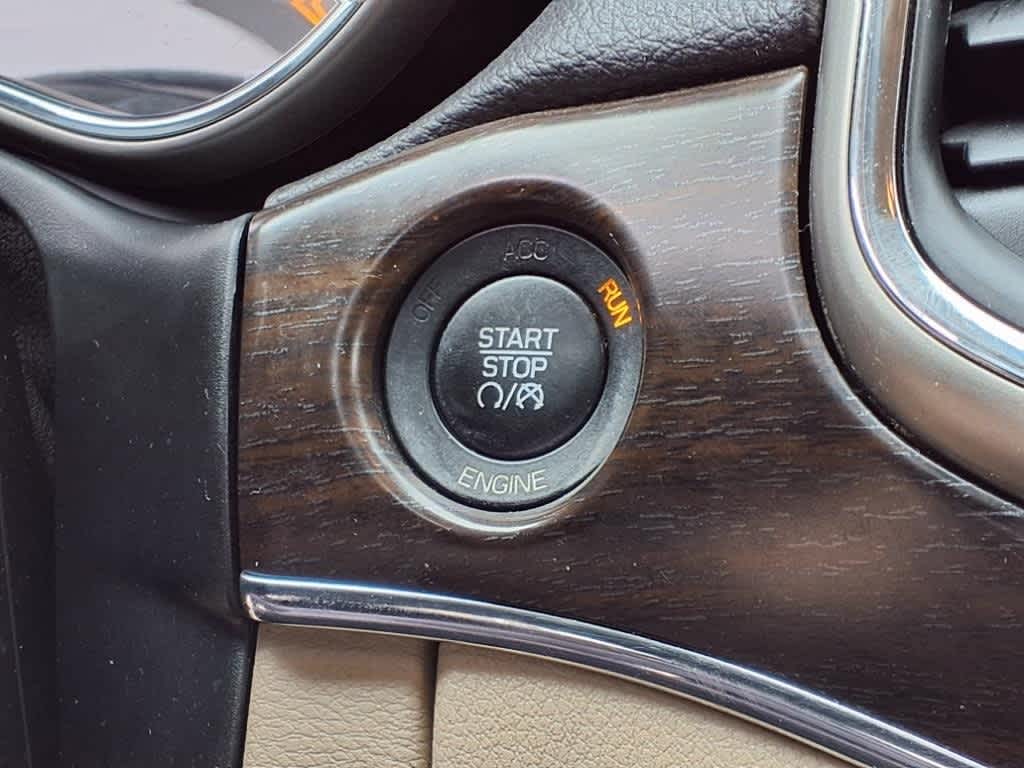 ACC
OFF
RUN
START
STOP
ENGINE